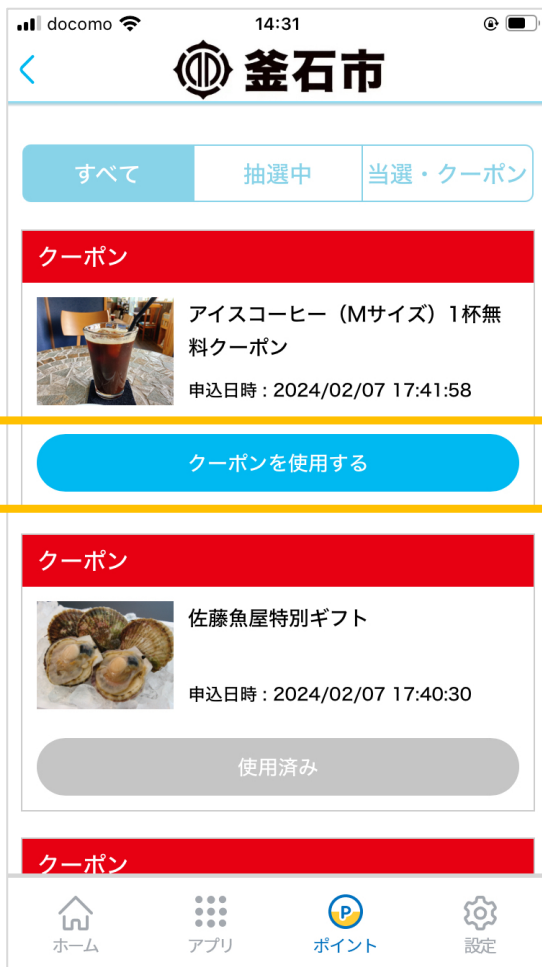 docomo 14:31
釜石市
すべて 抽選中 当選・クーポン
クーポン
アイスコーヒー（Mサイズ）1杯無
料クーポン
申込日時 : 2024/02/07 17:41:58
クーポンを使用する
クーポン
佐藤魚屋特別ギフト
申込日時 : 2024/02/07 17:40:30
使用済み
クーポン
P
ホーム アプリ ポイント 設定